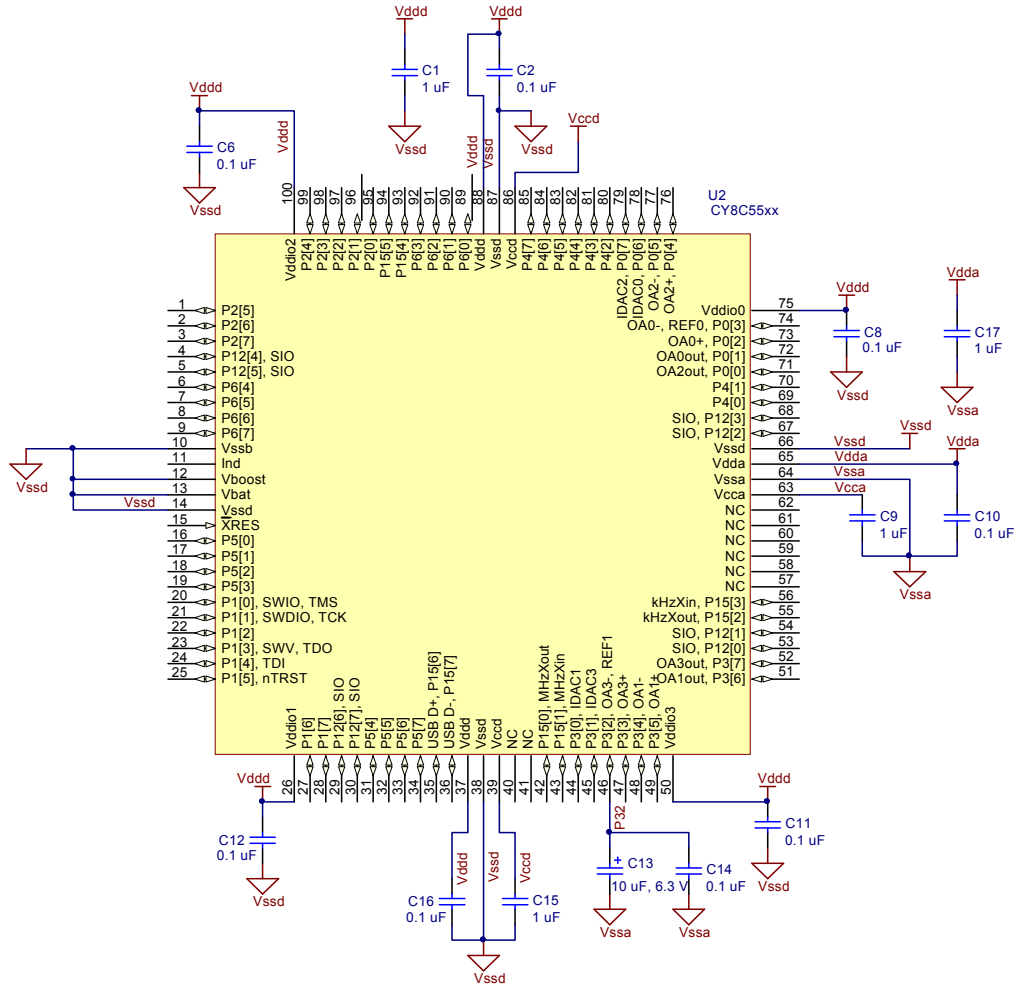 Vddd
Vddd
C1
1 uF
Vssd
C2
0.1 uF
Vssd
Vddd
C6
0.1 uF
Vssd
Vddd
Vddd
Vssd
Vccd
U2
CY8C55xx
100
99
98
97
96
95
94
93
92
91
90
89
88
87
86
85
84
83
82
81
80
79
78
77
76
Vddio2
P2[4]
P2[3]
P2[2]
P2[1]
P2[0]
P15[5]
P15[4]
P6[3]
P6[2]
P6[1]
P6[0]
Vddd
Vssd
Vccd
P4[7]
P4[6]
P4[5]
P4[4]
P4[3]
P4[2]
IDAC2, P0[7]
IDAC0, P0[6]
OA2-, P0[5]
OA2+, P0[4]
1 P2[5]
2 P2[6]
3 P2[7]
4 P12[4], SIO
5 P12[5], SIO
6 P6[4]
7 P6[5]
8 P6[6]
9 P6[7]
10 Vssb
11 Ind
12 Vboost
13 Vbat
14 Vssd
15 XRES
16 P5[0]
17 P5[1]
18 P5[2]
19 P5[3]
20 P1[0], SWIO, TMS
21 P1[1], SWDIO, TCK
22 P1[2]
23 P1[3], SWV, TDO
24 P1[4], TDI
25 P1[5], nTRST
Vssd
Vssd
Vddio0 75
OA0-, REF0, P0[3] 74
OA0+, P0[2] 73
OA0out, P0[1] 72
OA2out, P0[0] 71
P4[1] 70
P4[0] 69
SIO, P12[3] 68
SIO, P12[2] 67
Vssd 66
Vdda 65
Vssa 64
Vcca 63
NC 62
NC 61
NC 60
NC 59
NC 58
NC 57
kHzXin, P15[3] 56
kHzXout, P15[2] 55
SIO, P12[1] 54
SIO, P12[0] 53
OA3out, P3[7] 52
OA1out, P3[6] 51
Vddd
C8
0.1 uF
Vssd
Vdda
C17
1 uF
Vssa
Vssd
Vssd
Vdda
Vdda
Vssa
Vcca
C9
1 uF
C10
0.1 uF
Vssa
Vddio1
P1[6]
P1[7]
P12[6], SIO
P12[7], SIO
P5[4]
P5[5]
P5[6]
P5[7]
USB D+, P15[6]
USB D-, P15[7]
Vddd
Vssd
Vccd
NC
NC
P15[0], MHzXout
P15[1], MHzXin
P3[0], IDAC1
P3[1], IDAC3
P3[2], OA3-, REF1
P3[3], OA3+
P3[4], OA1-
P3[5], OA1+
Vddio3
26
27
28
29
30
31
32
33
34
35
36
37
38
39
40
41
42
43
44
45
46
47
48
49
50
Vddd
C12
0.1 uF
Vssd
Vddd
Vssd
Vccd
C16
0.1 uF
C15
1 uF
Vssd
P32
+
C13
10 uF, 6.3 V
Vssa
C14
0.1 uF
Vssa
Vddd
C11
0.1 uF
Vssd